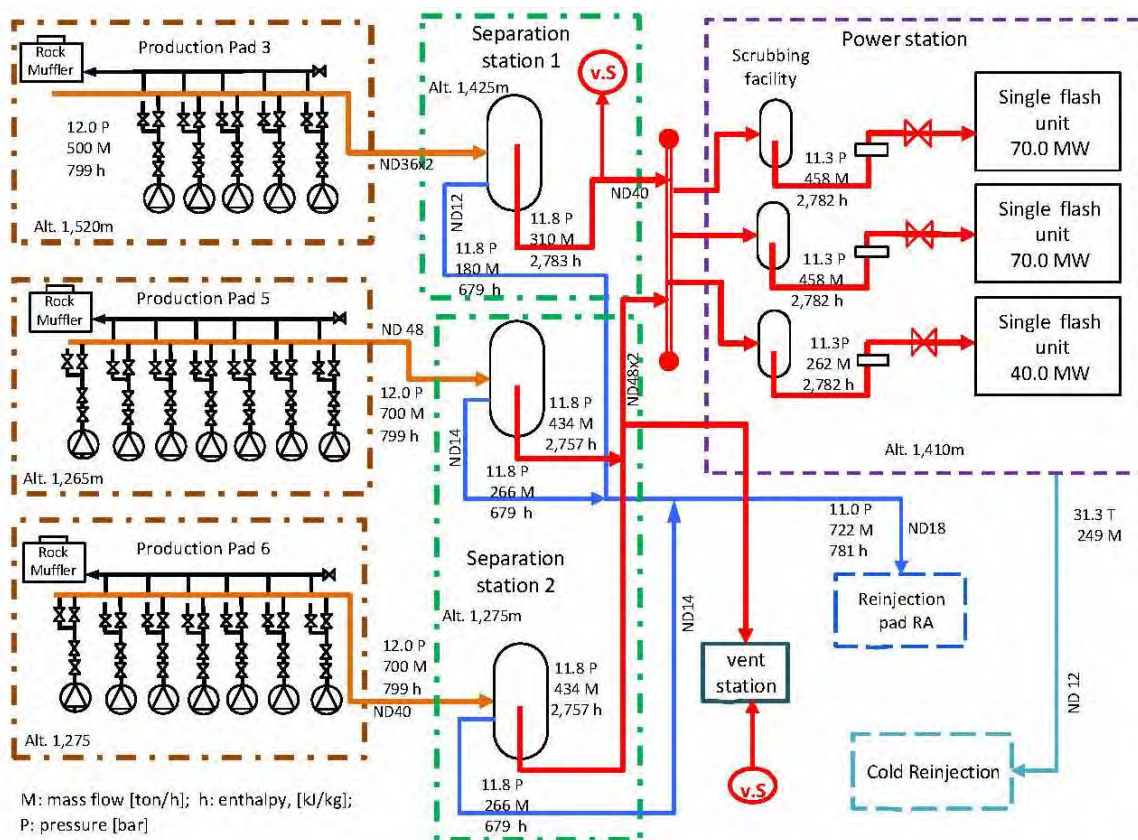 Rock
Muffler
Production Pad 3
12.0 P
500 M
799 h
ND36x2
Alt. 1,520m
Rock
Muffler
Production Pad 5
ND 48
12.0 P
700 M
799 h
Alt. 1,265m
Rock
Muffler
Production Pad 6
12.0 P
700 M
799 h
ND40
Alt. 1,275
Separation
station 1
Alt. 1,425m
v.S
ND12
11.8 P
310 M
2,783 h
ND40
11.8 P
180 M
679 h
11.8 P
434 M
2,757 h
ND48x2
ND14
11.8 P
266 M
679 h
Separation
station 2
Alt. 1,275m
11.8 P
434 M
2,757 h
ND14
11.8 P
266 M
679 h
Power station
Scrubbing
facility
11.3 P
458 M
2,782 h
Single flash
unit
70.0 MW
11.3 P
458 M
2,782 h
Single flash
unit
70.0 MW
11.3P
262 M
2,782 h
Single flash
unit
40.0 MW
Alt. 1,410m
11.0 P
722 M
781 h
ND18
31.3 T
249 M
Reinjection
pad RA
vent
station
v.S
ND 12
Cold Reinjection
M: mass flow [ton/h]; h: enthalpy, [kJ/kg];
P: pressure [bar]